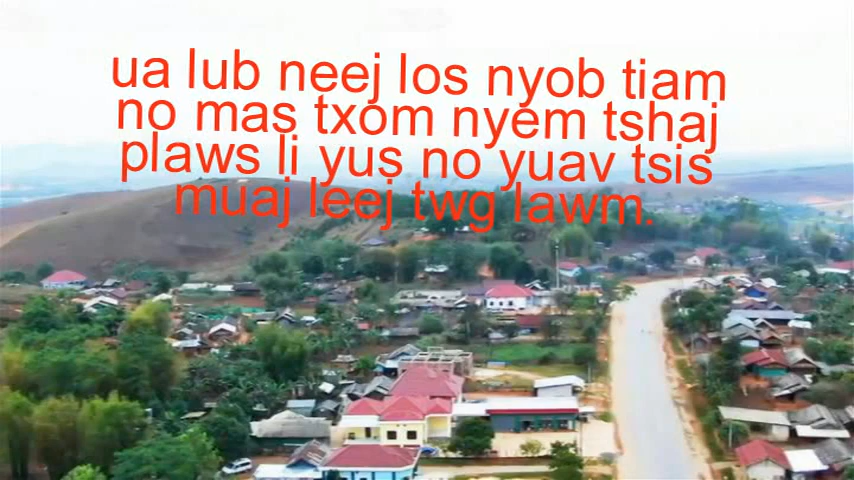 ua lub neej los nyob tiam
no mas txom nyem tshaj
plaws li yus no yuav tsis
muaj leej twg lawm.